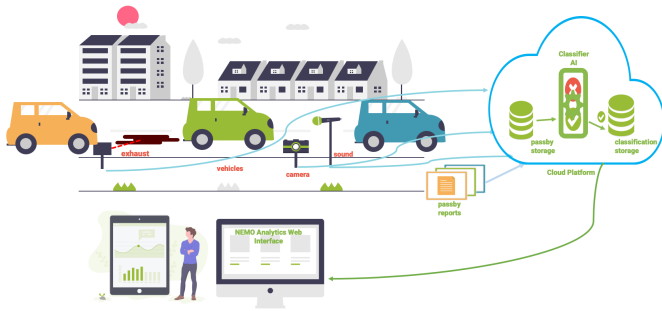 Classifier
AI
passby
storage
classification
storage
Cloud Platform
exhaust
vehicles
camera
sound
passby
reports
NEMO Analytics Web
Interface